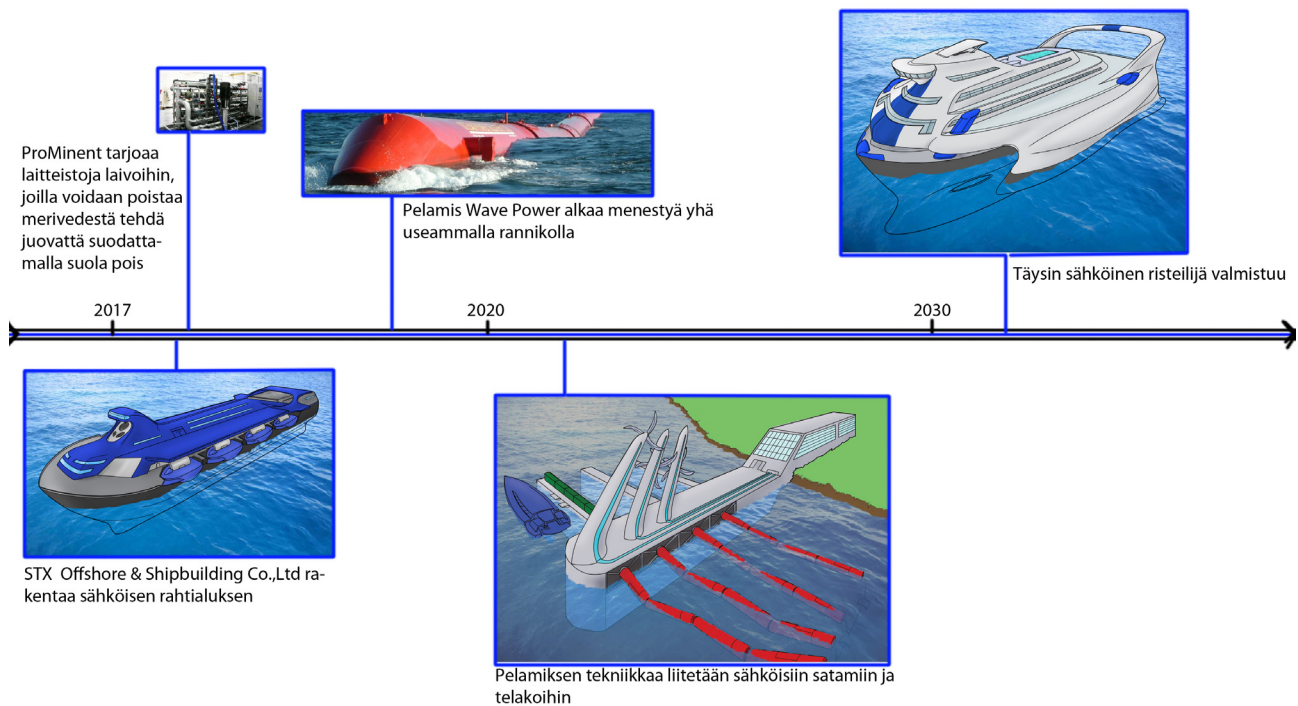 ProMinent tarjoaa
laitteistoja laivoihin,
joilla voidaan poistaa
merivedestä tehdä
juovattä suodatta-
malla suola pois
Pelamis Wave Power alkaa menestyä yhä
useammalla rannikolla
Täysin sähköinen risteilijä valmistuu
2017
2020
2030
STX Offshore & Shipbuilding Co.,Ltd ra-
kentaa sähköisen rahtialuksen
Pelamiksen tekniikkaa liitetään sähköisiin satamiin ja
telakoihin